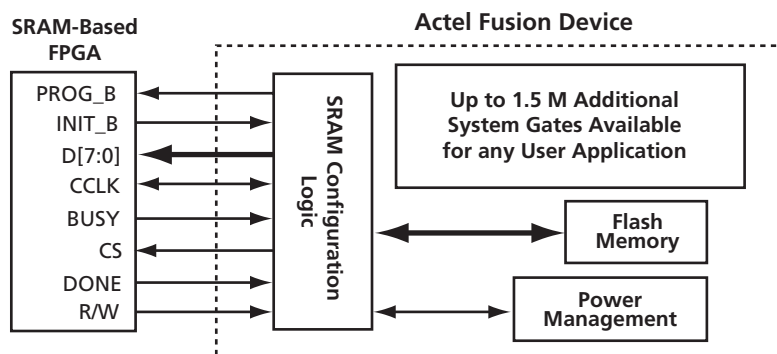 SRAM-Based
FPGA
Actel Fusion Device
PROG_B
INIT_B
D[7:0]
CCLK
BUSY
CS
DONE
R/W
SRAM Configuration
Logic
Up to 1.5 M Additional
System Gates Available
for any User Application
Flash
Memory
Power
Management